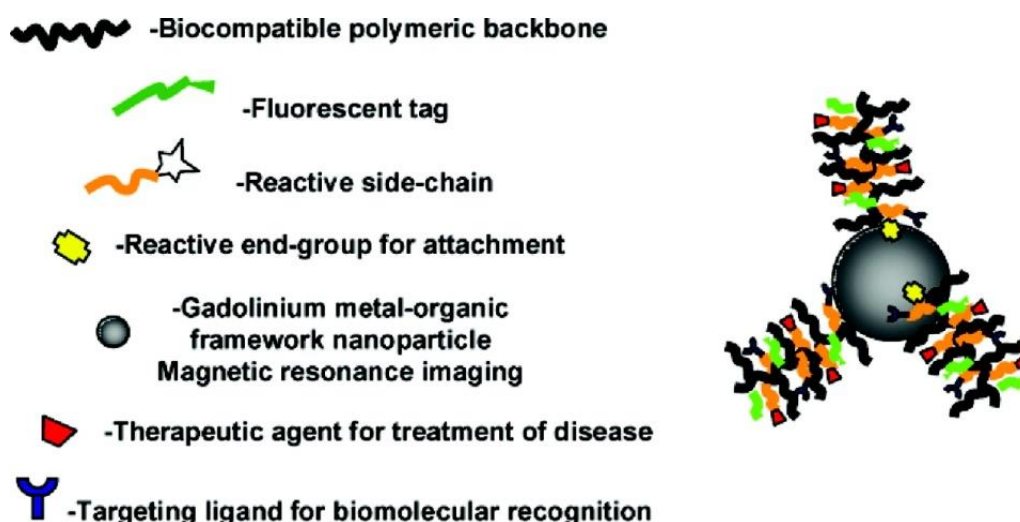 -Biocompatible polymeric backbone
-Fluorescent tag
-Reactive side-chain
-Reactive end-group for attachment
-Gadolinium metal-organic
framework nanoparticle
Magnetic resonance imaging
-Therapeutic agent for treatment of disease
-Targeting ligand for biomolecular recognition